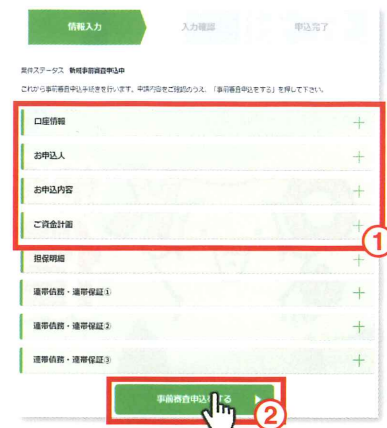 情報入力
入力確認
申込完了
案件ステータス 新規事前審査申込中
これから事前審査申込手続きを行います。申請内容をご確認のうえ、「事前審査申込をする」を押して下さい。
口座情報 +
お申込人 +
お申込内容 +
ご資金計画 +
①
担保明細 +
連帯債務・連帯保証① +
連帯債務・連帯保証② +
連帯債務・連帯保証③ +
事前審査申込をする
②